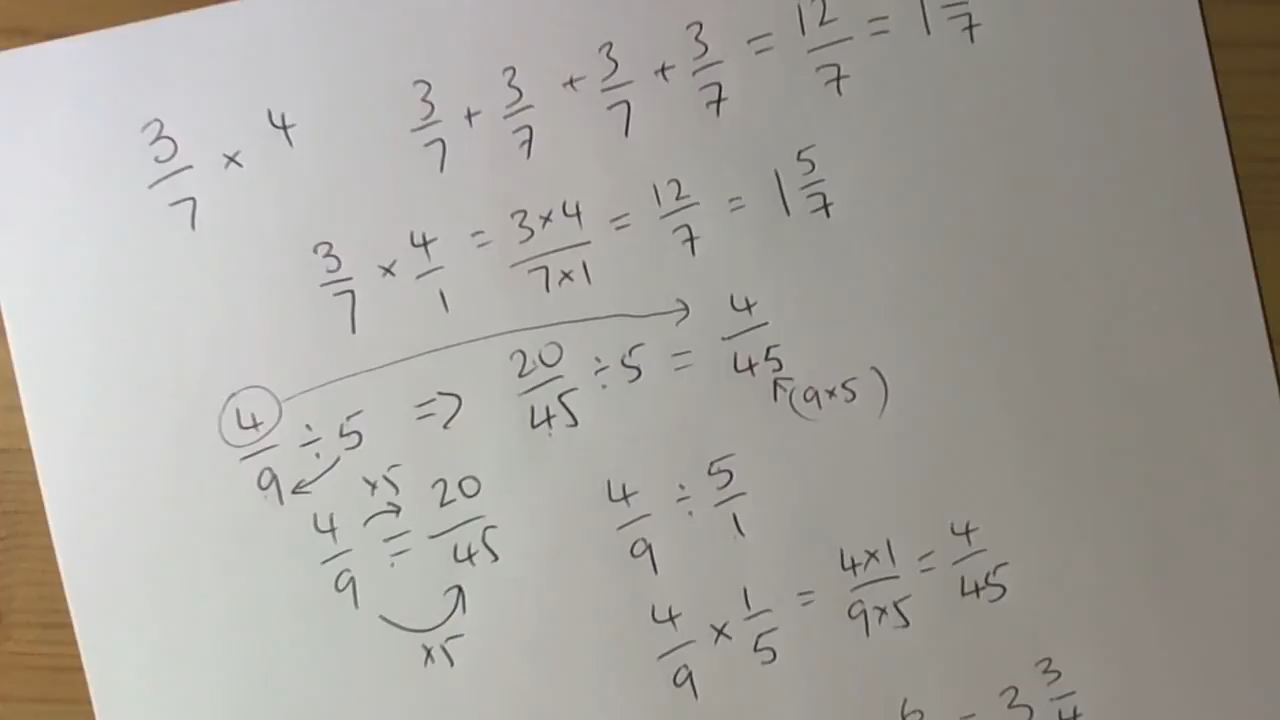 3/7 × 4
3/7 + 3/7 + 3/7 + 3/7 = 12/7 = 1 /7
3/7 × 4/1 = 3×4/7×1 = 12/7 = 1 5/7
4/9 ÷ 5 => 20/45 ÷ 5 = 4/45
(9×5)
×5
4/9 = 20/45
×5
4/9 ÷ 5/1
4/9 × 1/5 = 4×1/9×5 = 4/45
= 3 3/4